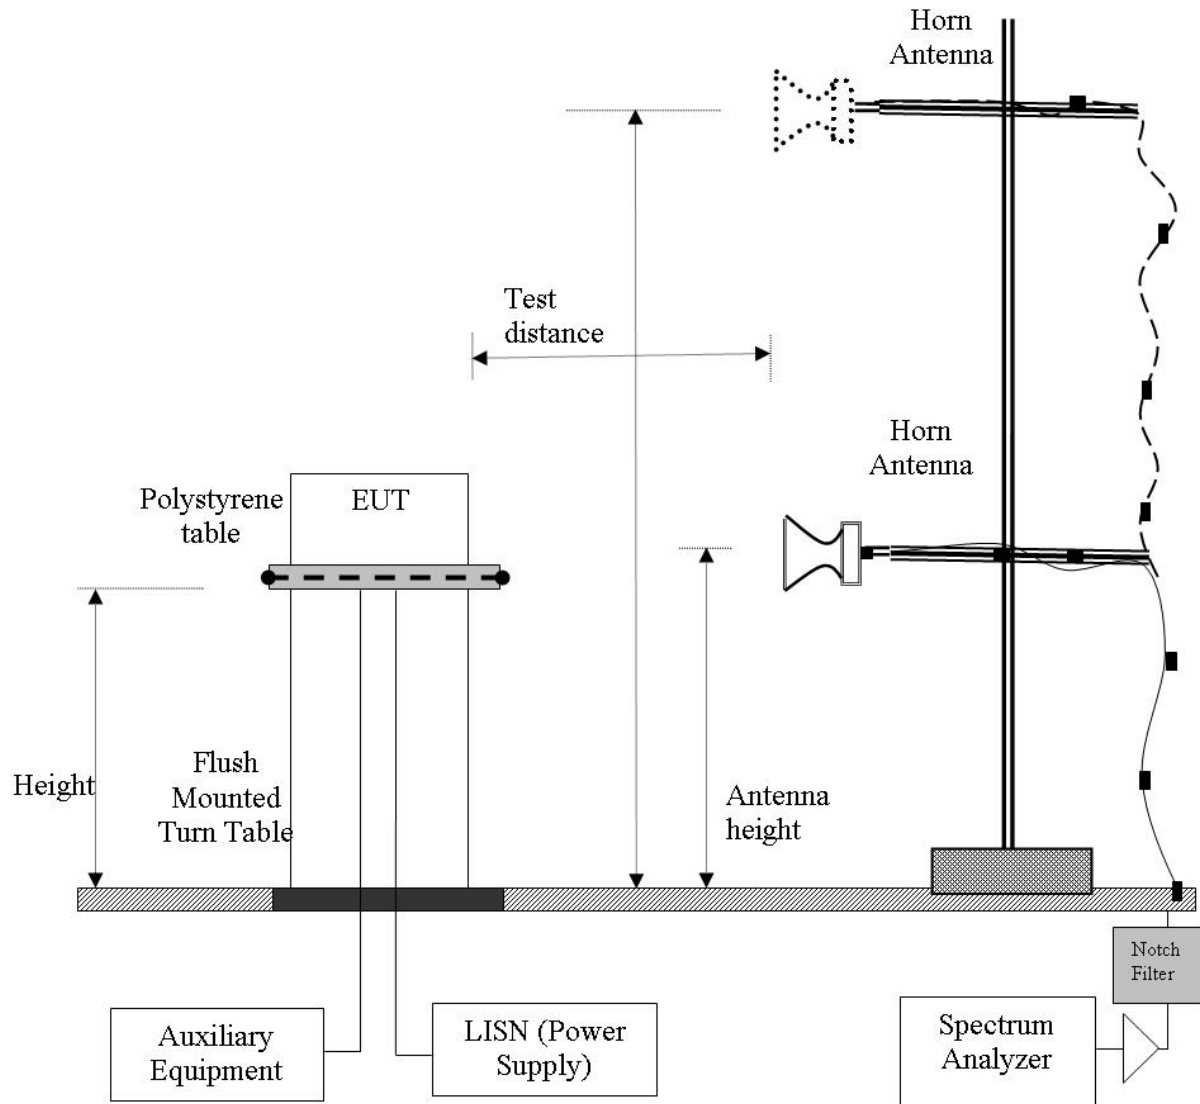 Horn
Antenna
Test
distance
Horn
Antenna
Polystyrene
table
EUT
Height
Flush
Mounted
Turn Table
Antenna
height
Notch
Filter
Auxiliary
Equipment
LISN (Power
Supply)
Spectrum
Analyzer